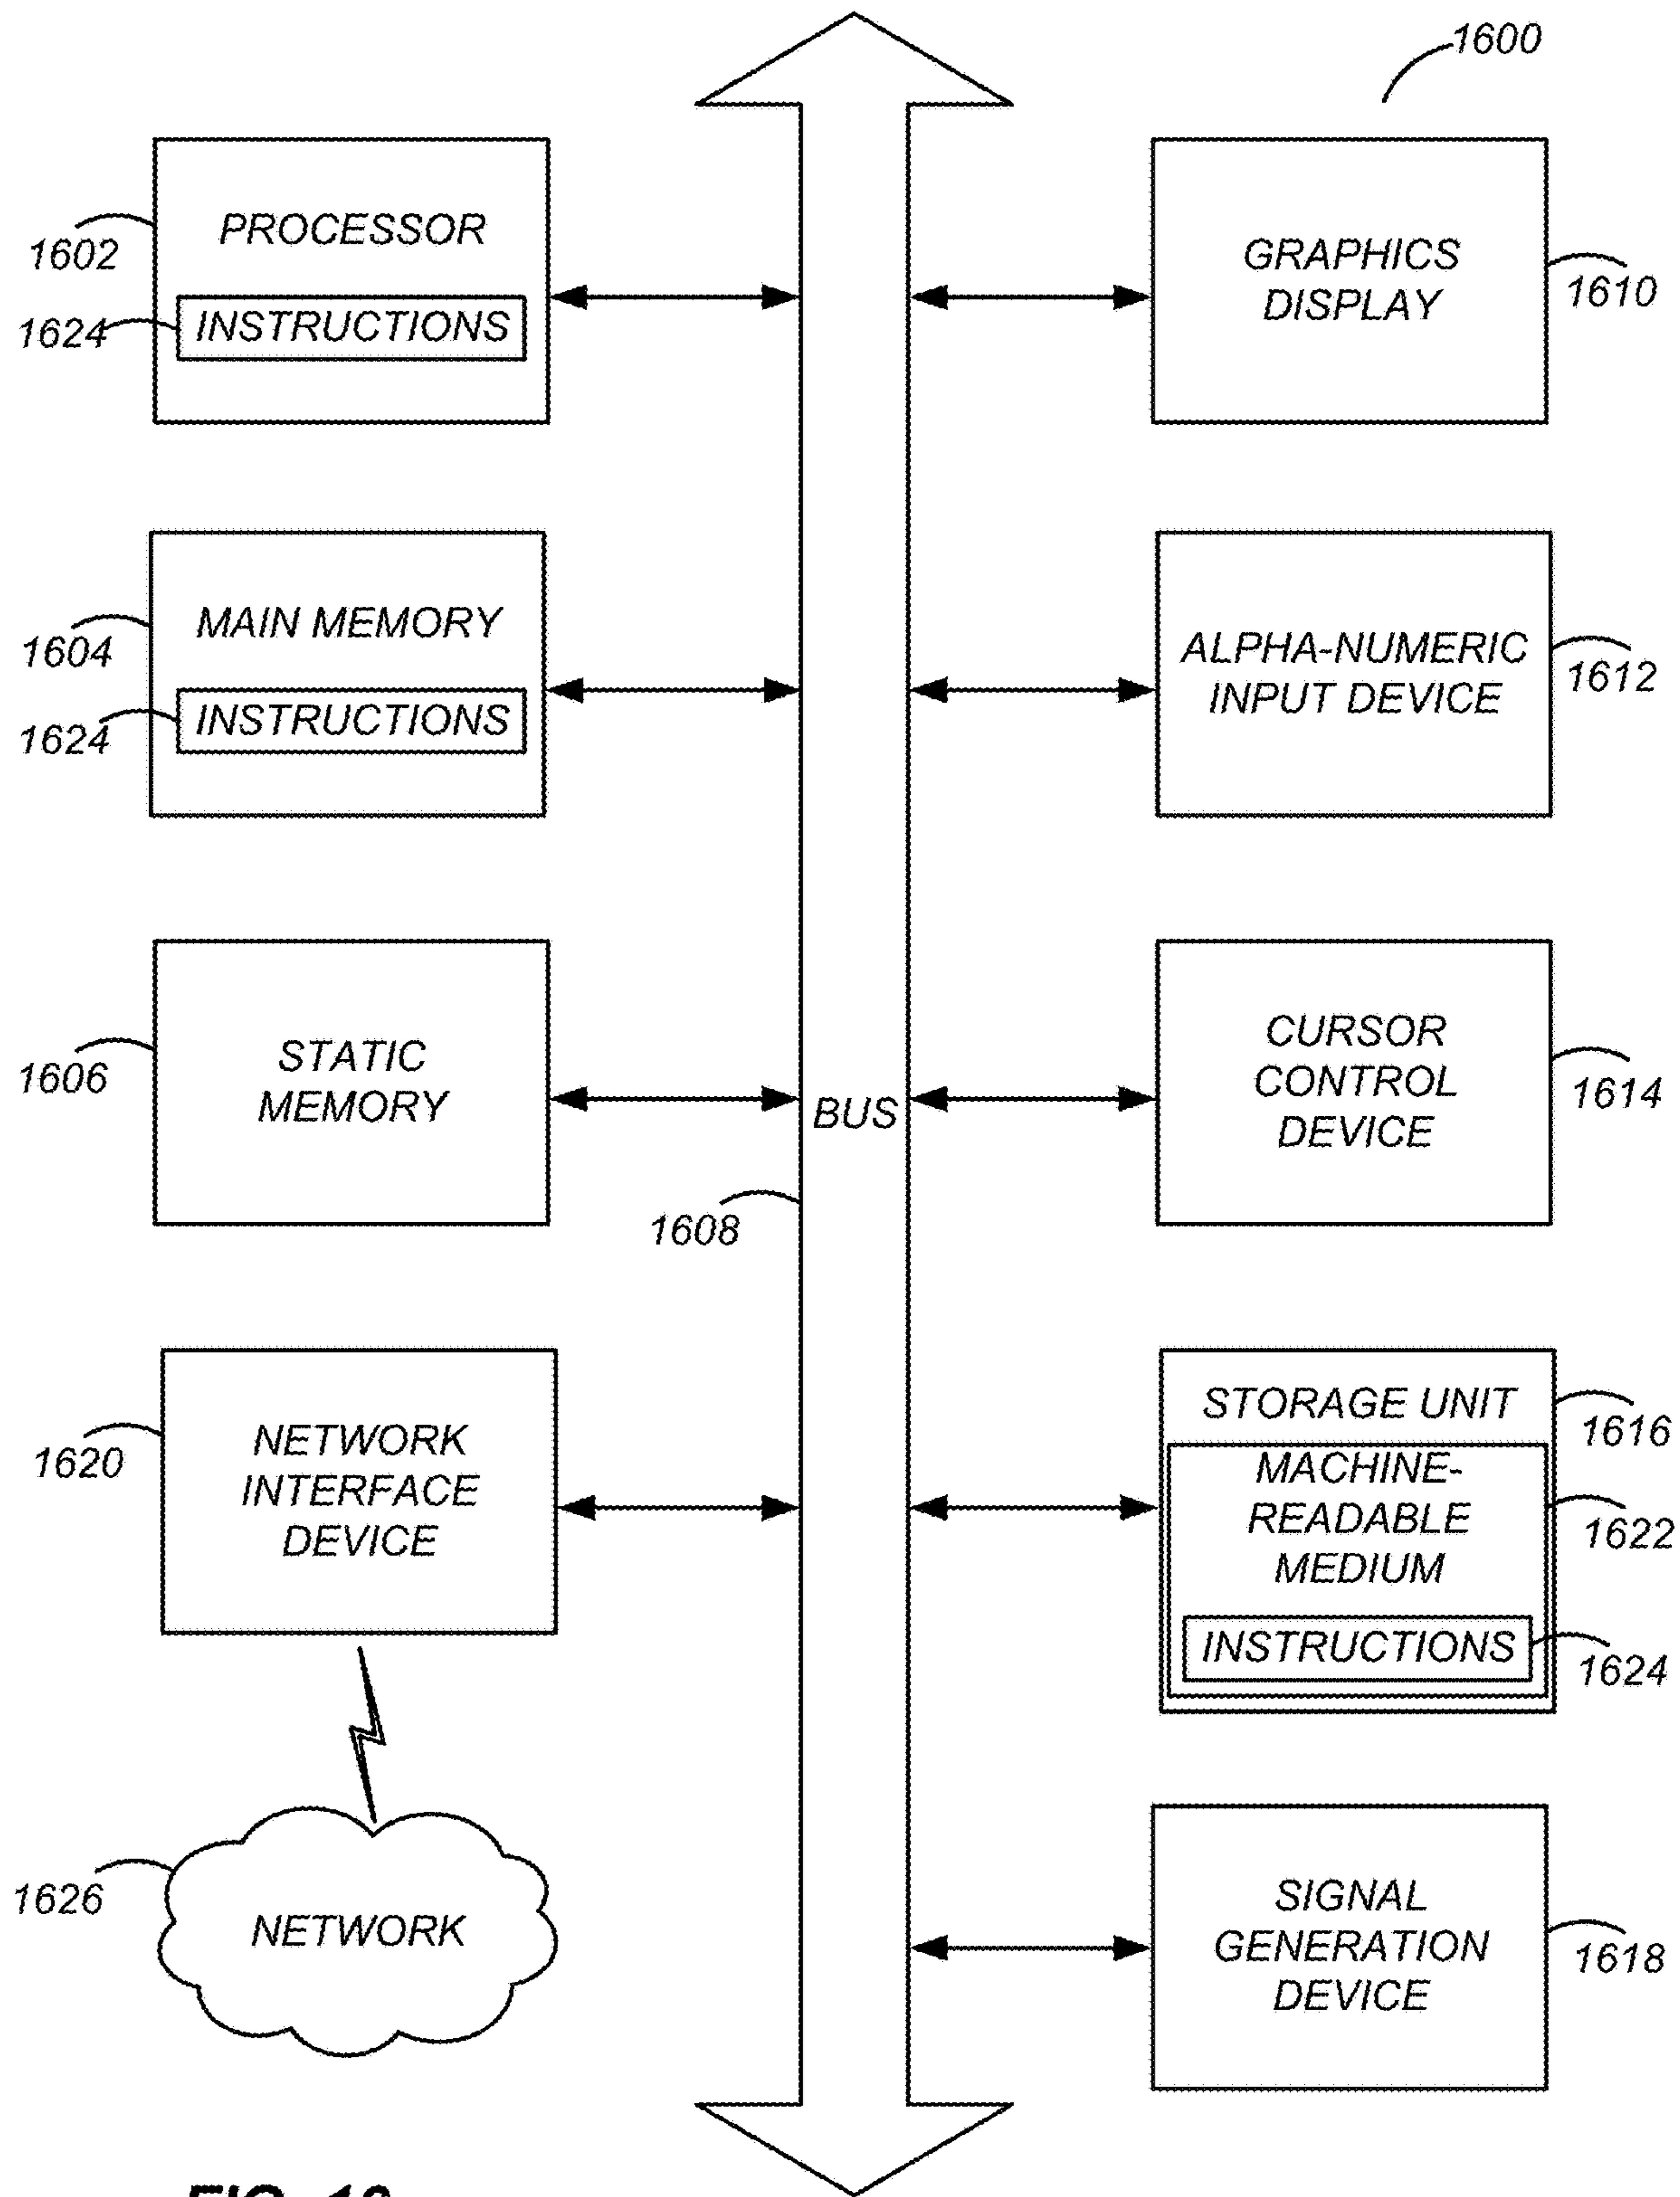 1600
PROCESSOR
1602
INSTRUCTIONS
1624
GRAPHICS
DISPLAY
1610
MAIN MEMORY
1604
INSTRUCTIONS
1624
ALPHA-NUMERIC
INPUT DEVICE
1612
STATIC
MEMORY
1606
BUS
1608
CURSOR
CONTROL
DEVICE
1614
NETWORK
INTERFACE
DEVICE
1620
STORAGE UNIT
1616
MACHINE-
READABLE
MEDIUM
1622
INSTRUCTIONS
1624
NETWORK
1626
SIGNAL
GENERATION
DEVICE
1618
FIG.